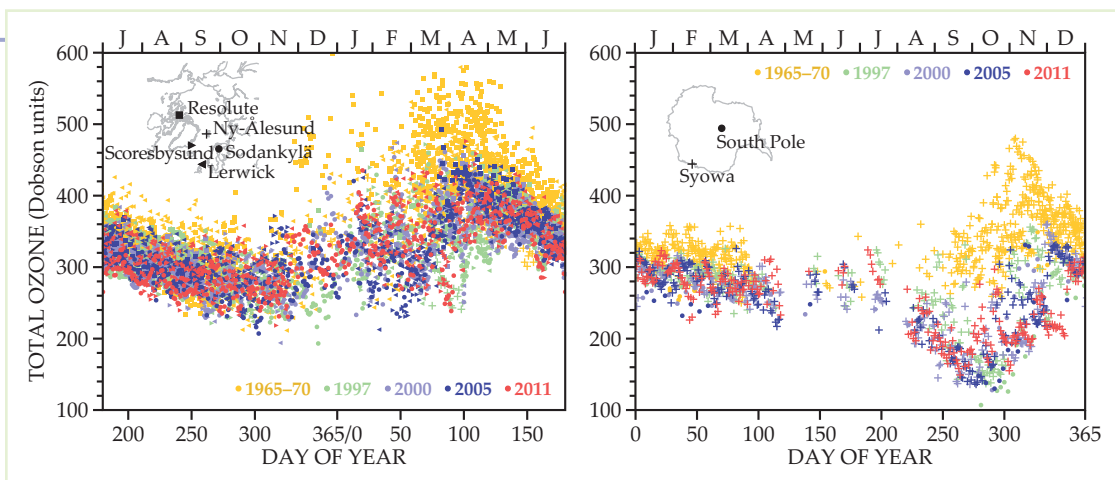 J A S O N D J F M A M J
600
500
400
300
200
100
TOTAL OZONE (Dobson units)
Resolute
Ny-Ålesund
Scoresbysund
Sodankylä
Lerwick
1965–70 1997 2000 2005 2011
200 250 300 365/0 50 100 150
DAY OF YEAR
J F M A M J J A S O N D
600
500
400
300
200
100
1965–70 1997 2000 2005 2011
South Pole
Syowa
0 50 100 150 200 250 300 365
DAY OF YEAR